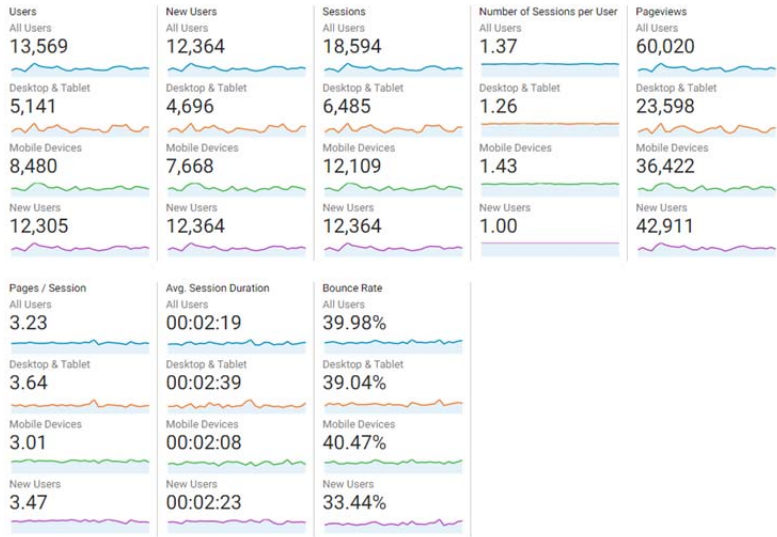 Users
All Users
13,569
Desktop & Tablet
5,141
Mobile Devices
8,480
New Users
12,305
New Users
All Users
12,364
Desktop & Tablet
4,696
Mobile Devices
7,668
New Users
12,364
Sessions
All Users
18,594
Desktop & Tablet
6,485
Mobile Devices
12,109
New Users
12,364
Number of Sessions per User
All Users
1.37
Desktop & Tablet
1.26
Mobile Devices
1.43
New Users
1.00
Pageviews
All Users
60,020
Desktop & Tablet
23,598
Mobile Devices
36,422
New Users
42,911
Pages / Session
All Users
3.23
Desktop & Tablet
3.64
Mobile Devices
3.01
New Users
3.47
Avg. Session Duration
All Users
00:02:19
Desktop & Tablet
00:02:39
Mobile Devices
00:02:08
New Users
00:02:23
Bounce Rate
All Users
39.98%
Desktop & Tablet
39.04%
Mobile Devices
40.47%
New Users
33.44%